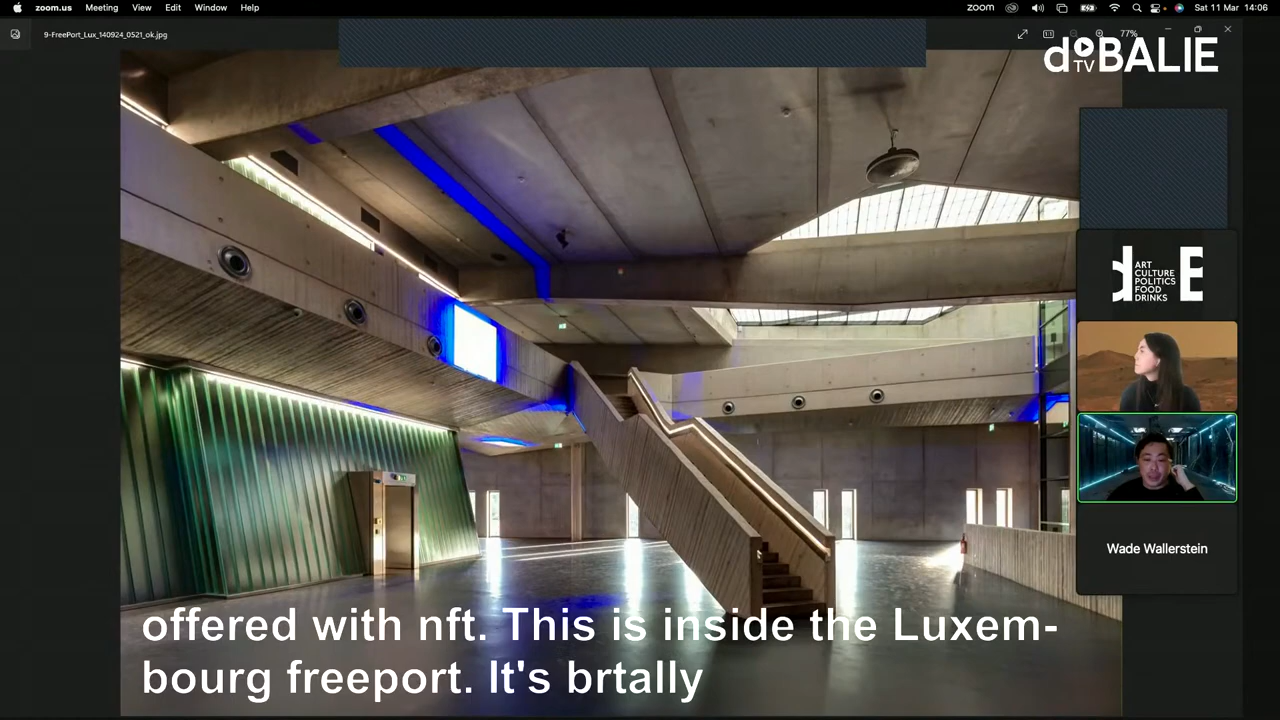 zoom.us Meeting View Edit Window Help
zoom
Sat 11 Mar 14:06
9-FreePort_Lux_140924_0521_ok.jpg
77%
d BALIE
TV
d E
ART
CULTURE
POLITICS
FOOD
DRINKS
Wade Wallerstein
offered with nft. This is inside the Luxem-
bourg freeport. It's brtally